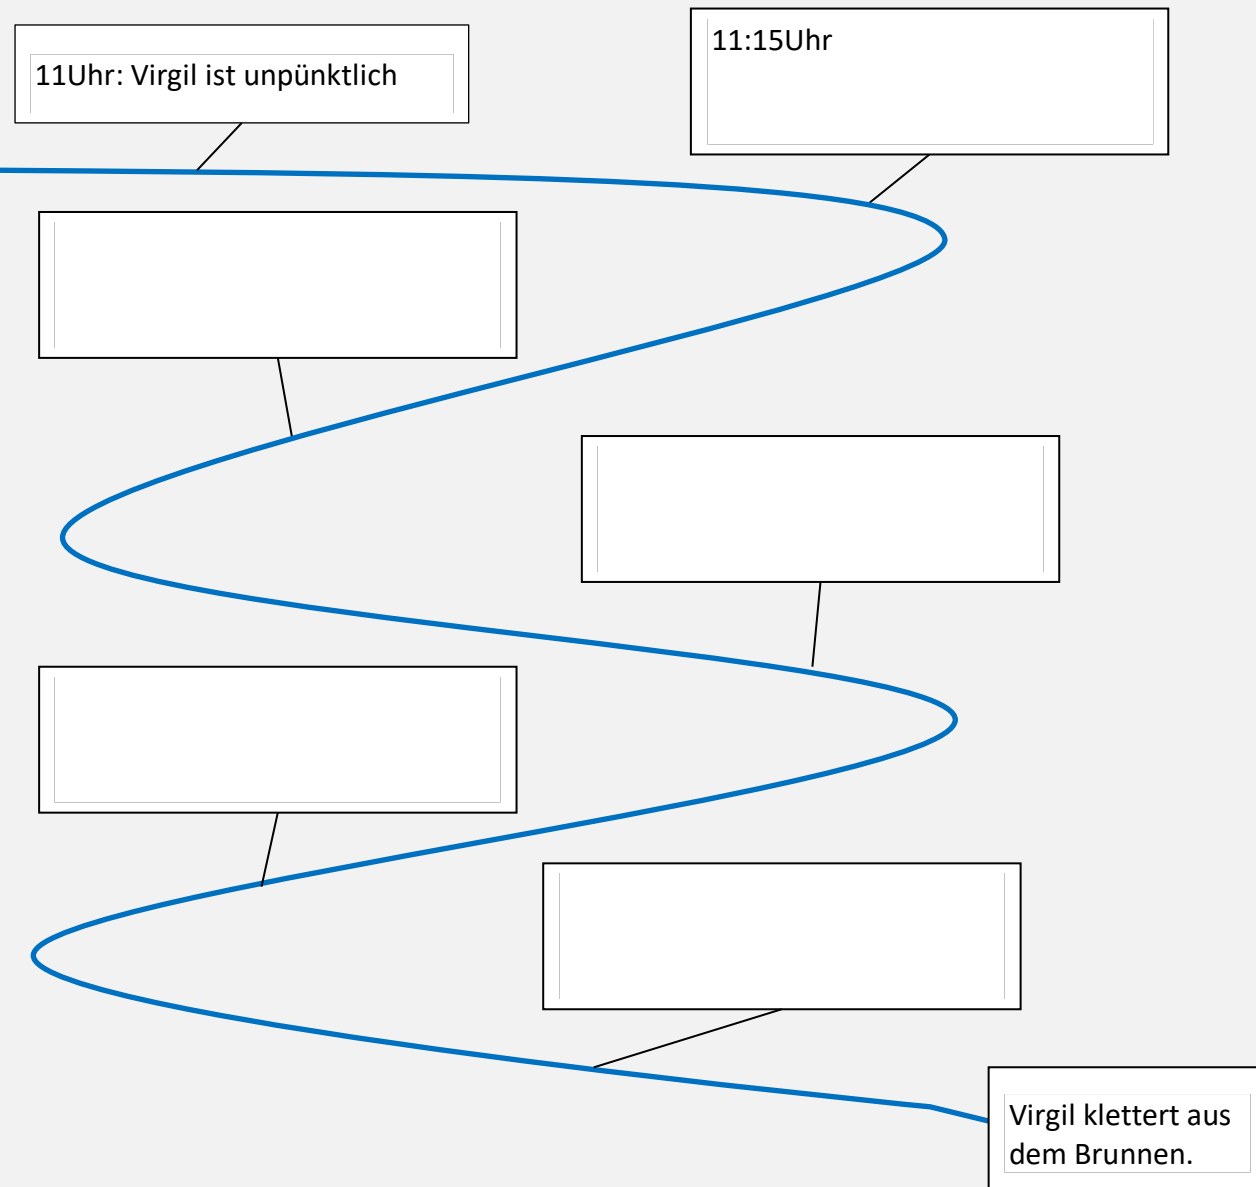 11Uhr: Virgil ist unpünktlich
11:15Uhr
Virgil klettert aus
dem Brunnen.